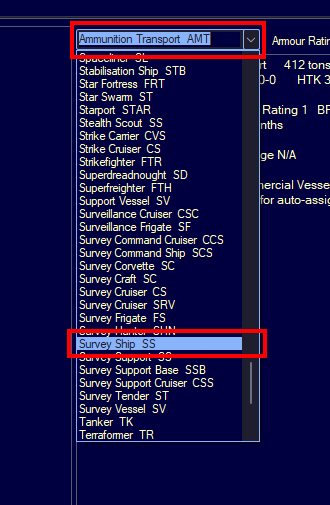 Ammunition Transport AMT
Armour Rati
Spaceliner SL
Stabilisation Ship STB
rt 412 tons
Star Fortress FRT
0-0 HTK 3
Star Swarm ST
Starport STAR
Rating 1 BF
Stealth Scout SS
nths
Strike Carrier CVS
Strike Cruiser CS
Strikefighter FTR
ge N/A
Superdreadnought SD
Superfreighter FTH
mercial Vesse
Support Vessel SV
for auto-assig
Surveillance Cruiser CSC
Surveillance Frigate SF
Survey Command Cruiser CCS
Survey Command Ship SCS
Survey Corvette SC
Survey Craft SC
Survey Cruiser CS
Survey Cruiser SRV
Survey Frigate FS
Survey Hunter SHN
Survey Ship SS
Survey Support SS
Survey Support Base SSB
Survey Support Cruiser CSS
Survey Tender ST
Survey Vessel SV
Tanker TK
Terraformer TR